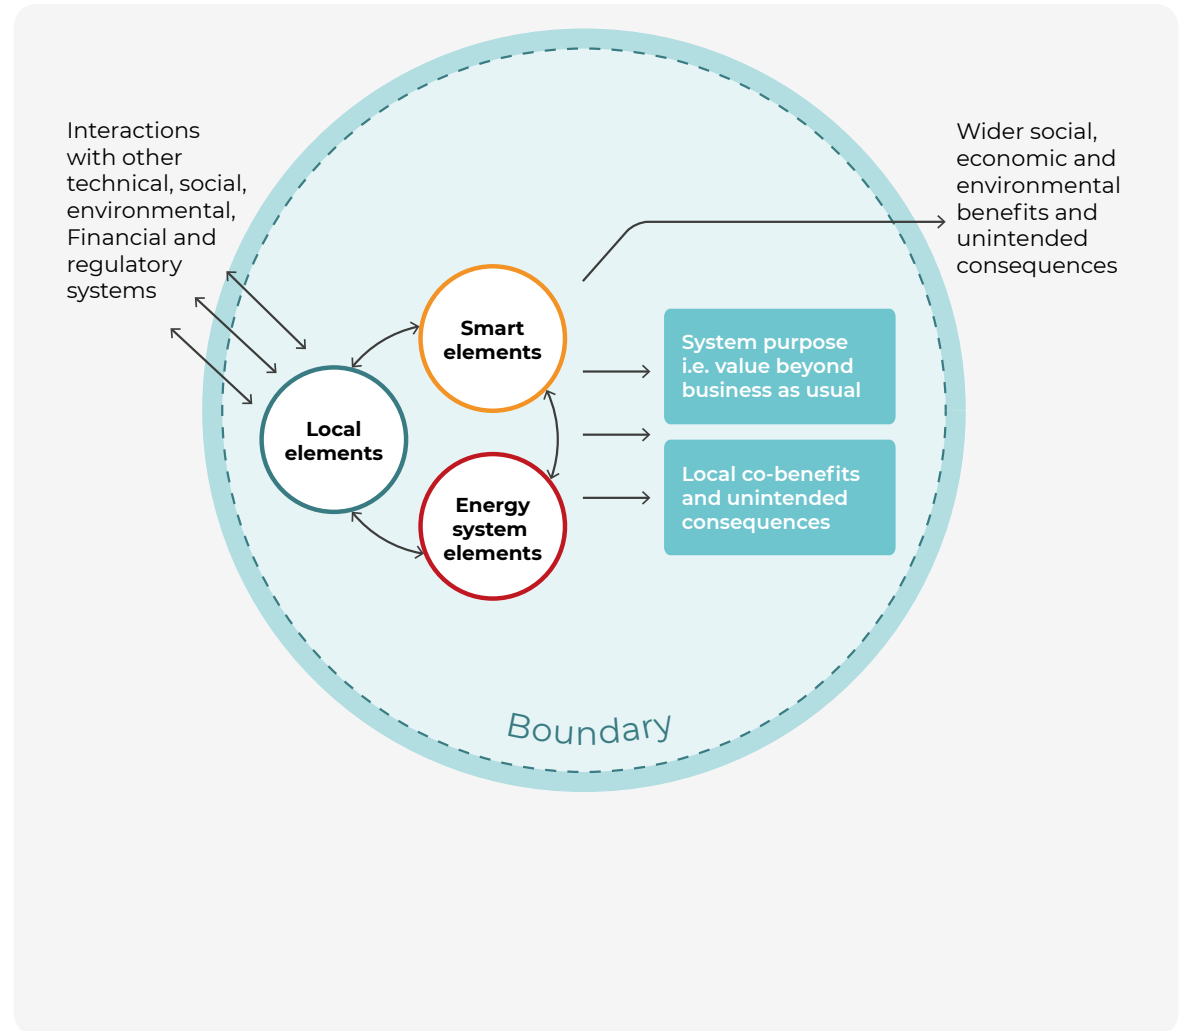 Interactions
with other
technical, social,
environmental,
Financial and
regulatory
systems
Wider social,
economic and
environmental
benefits and
unintended
consequences
Smart
elements
Local
elements
Energy
system
elements
System purpose
i.e. value beyond
business as usual
Local co-benefits
and unintended
consequences
Boundary